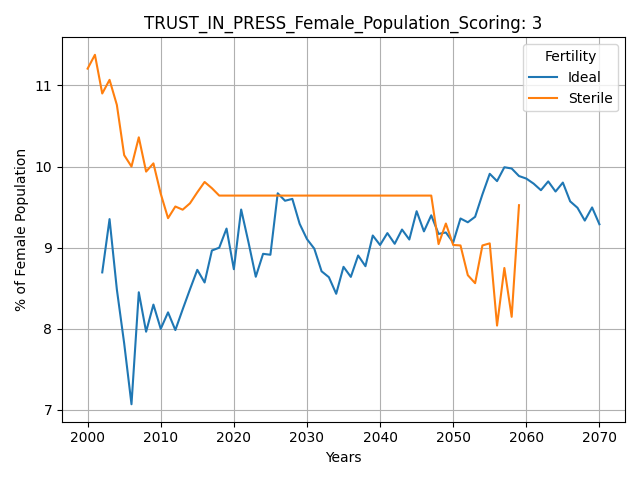 TRUST_IN_PRESS_Female_Population_Scoring: 3
Fertility
Ideal
Sterile
% of Female Population
11
10
9
8
7
2000 2010 2020 2030 2040 2050 2060 2070
Years